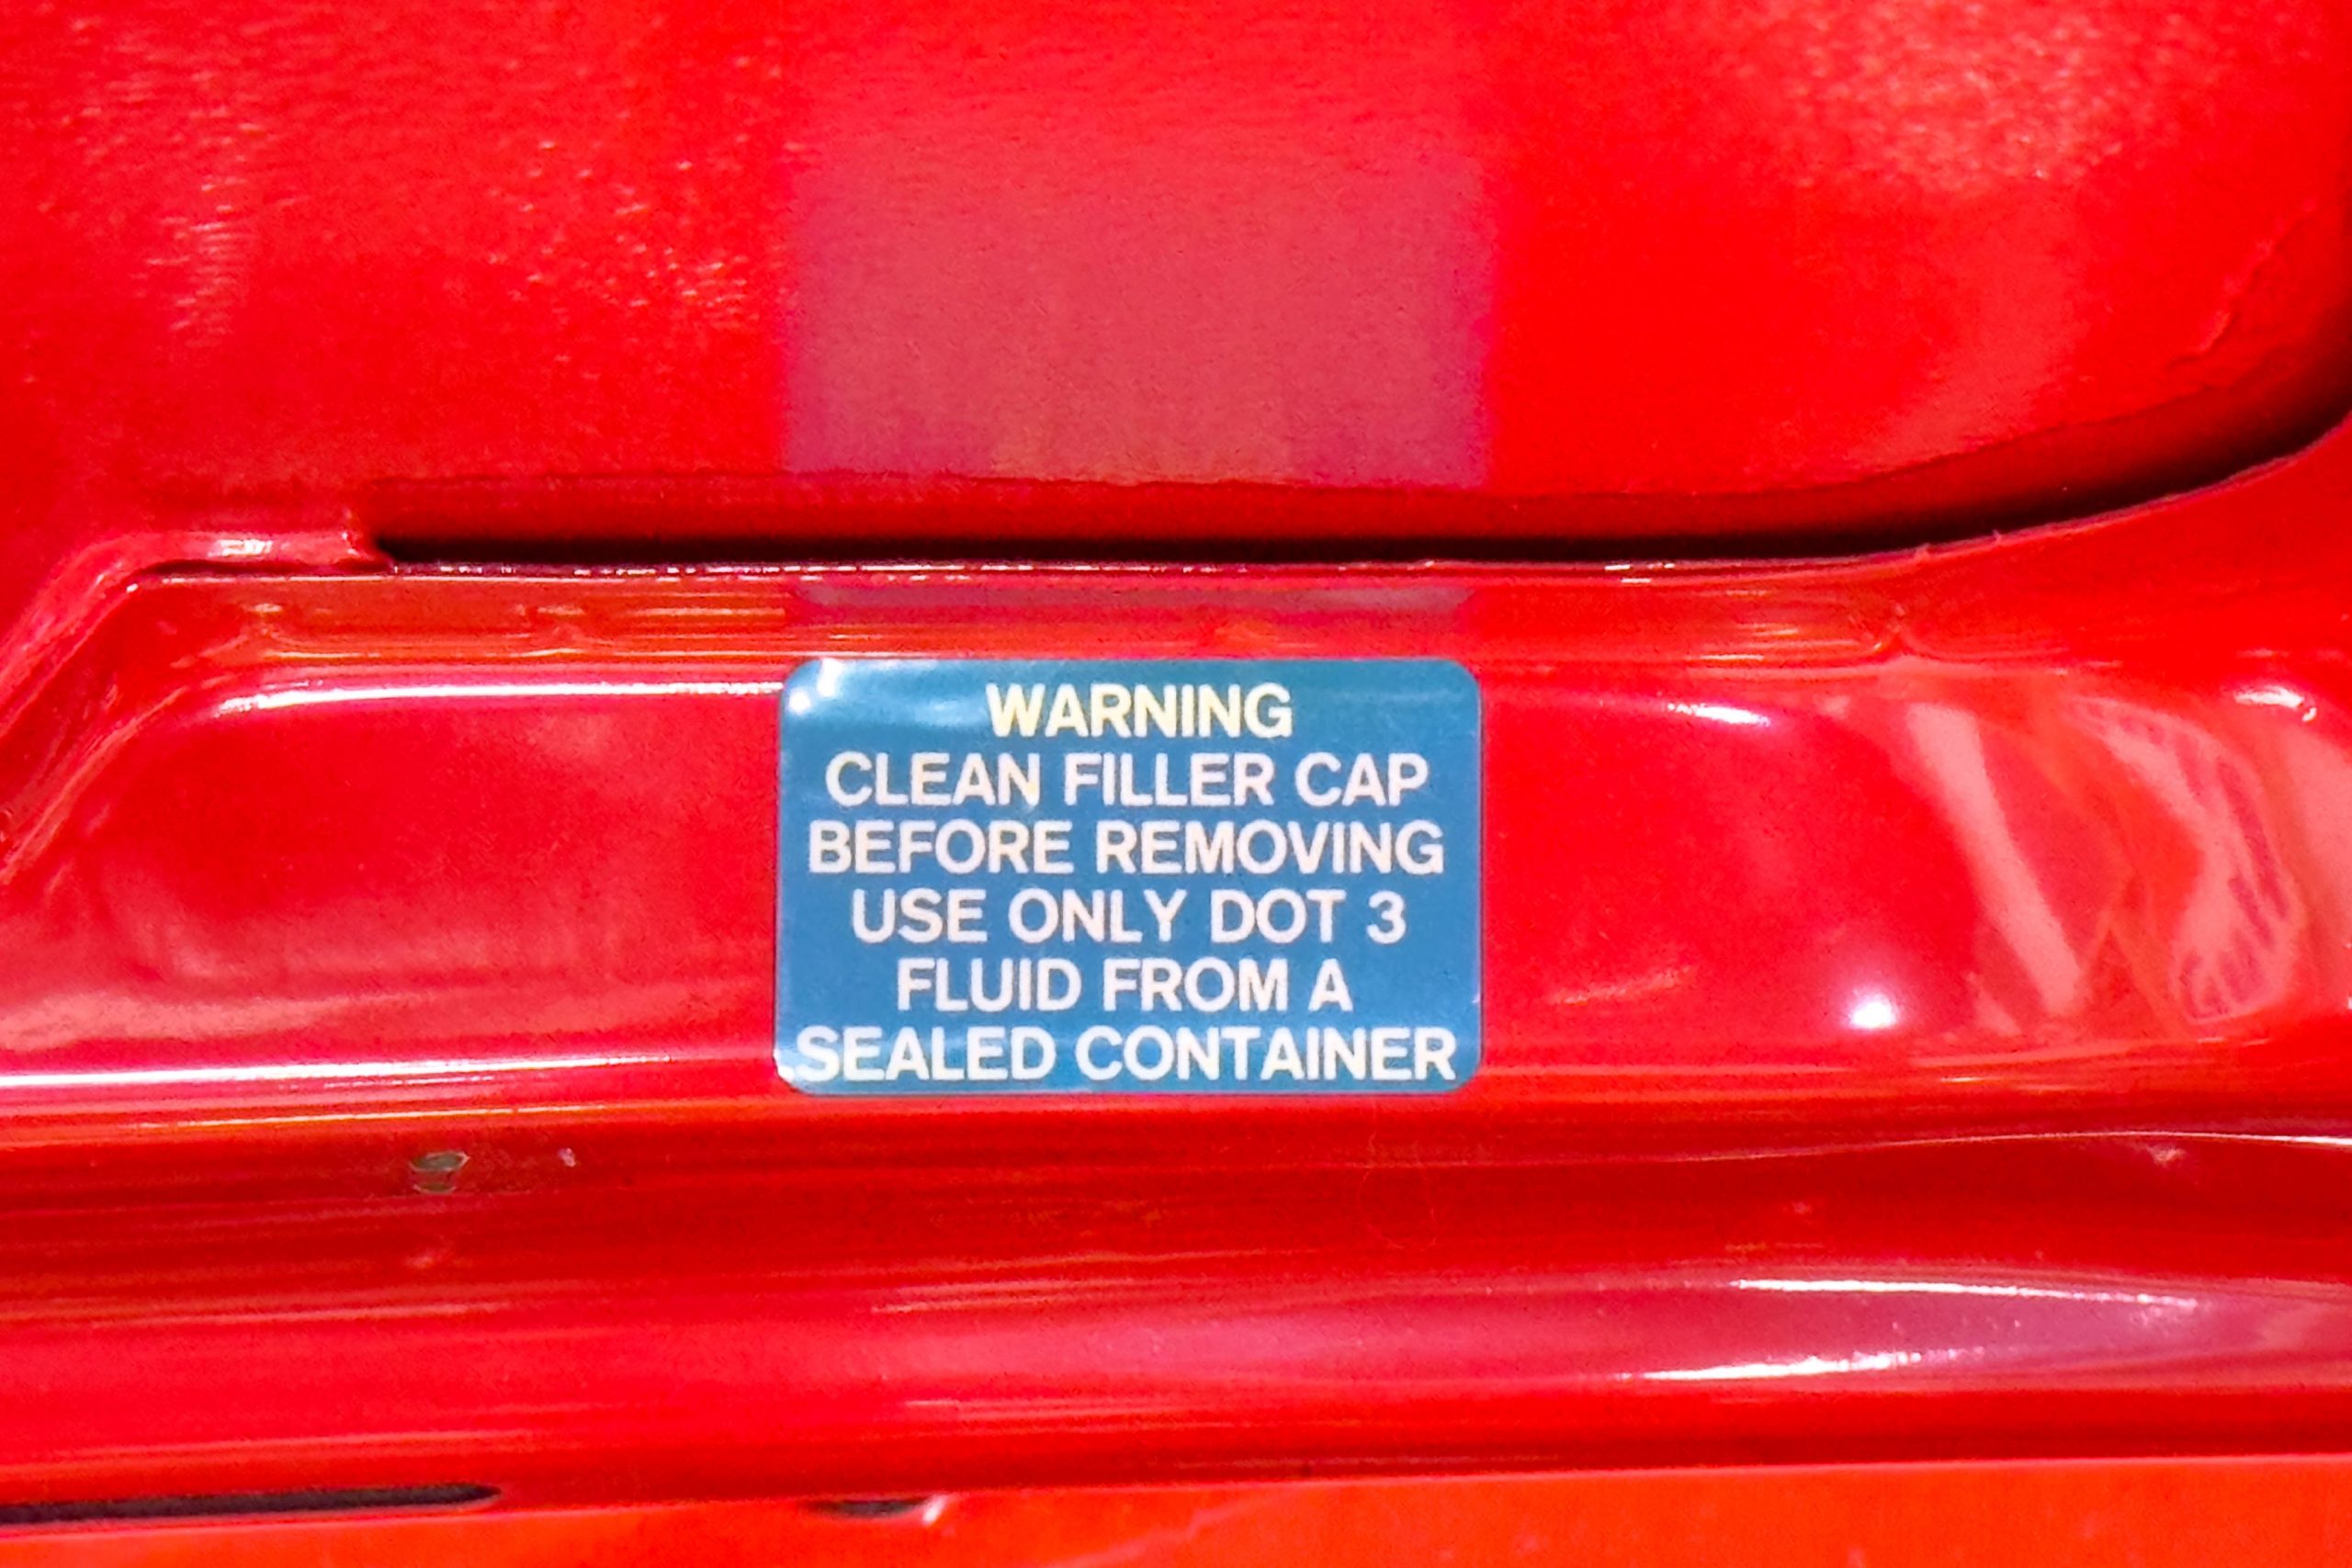 WARNING
CLEAN FILLER CAP
BEFORE REMOVING
USE ONLY DOT 3
FLUID FROM A
SEALED CONTAINER